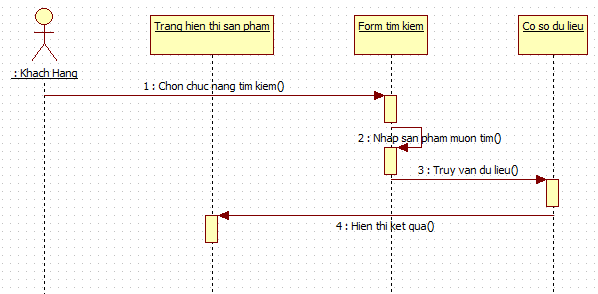 Trang hien thi san pham
Form tim kiem
Co so du lieu
: Khach Hang
1 : Chon chuc nang tim kiem()
2 : Nhap san pham muon tim()
3 : Truy van du lieu()
4 : Hien thi ket qua()